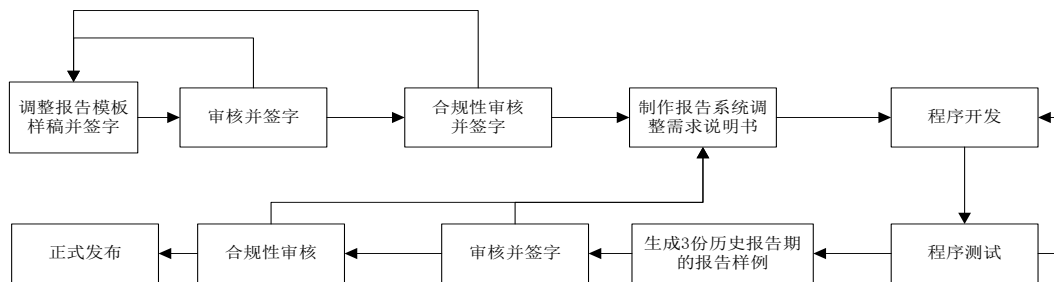 调整报告模板
样稿并签字
审核并签字
合规性审核
并签字
制作报告系统调
整需求说明书
程序开发
正式发布
合规性审核
审核并签字
生成3份历史报告期
的报告样例
程序测试